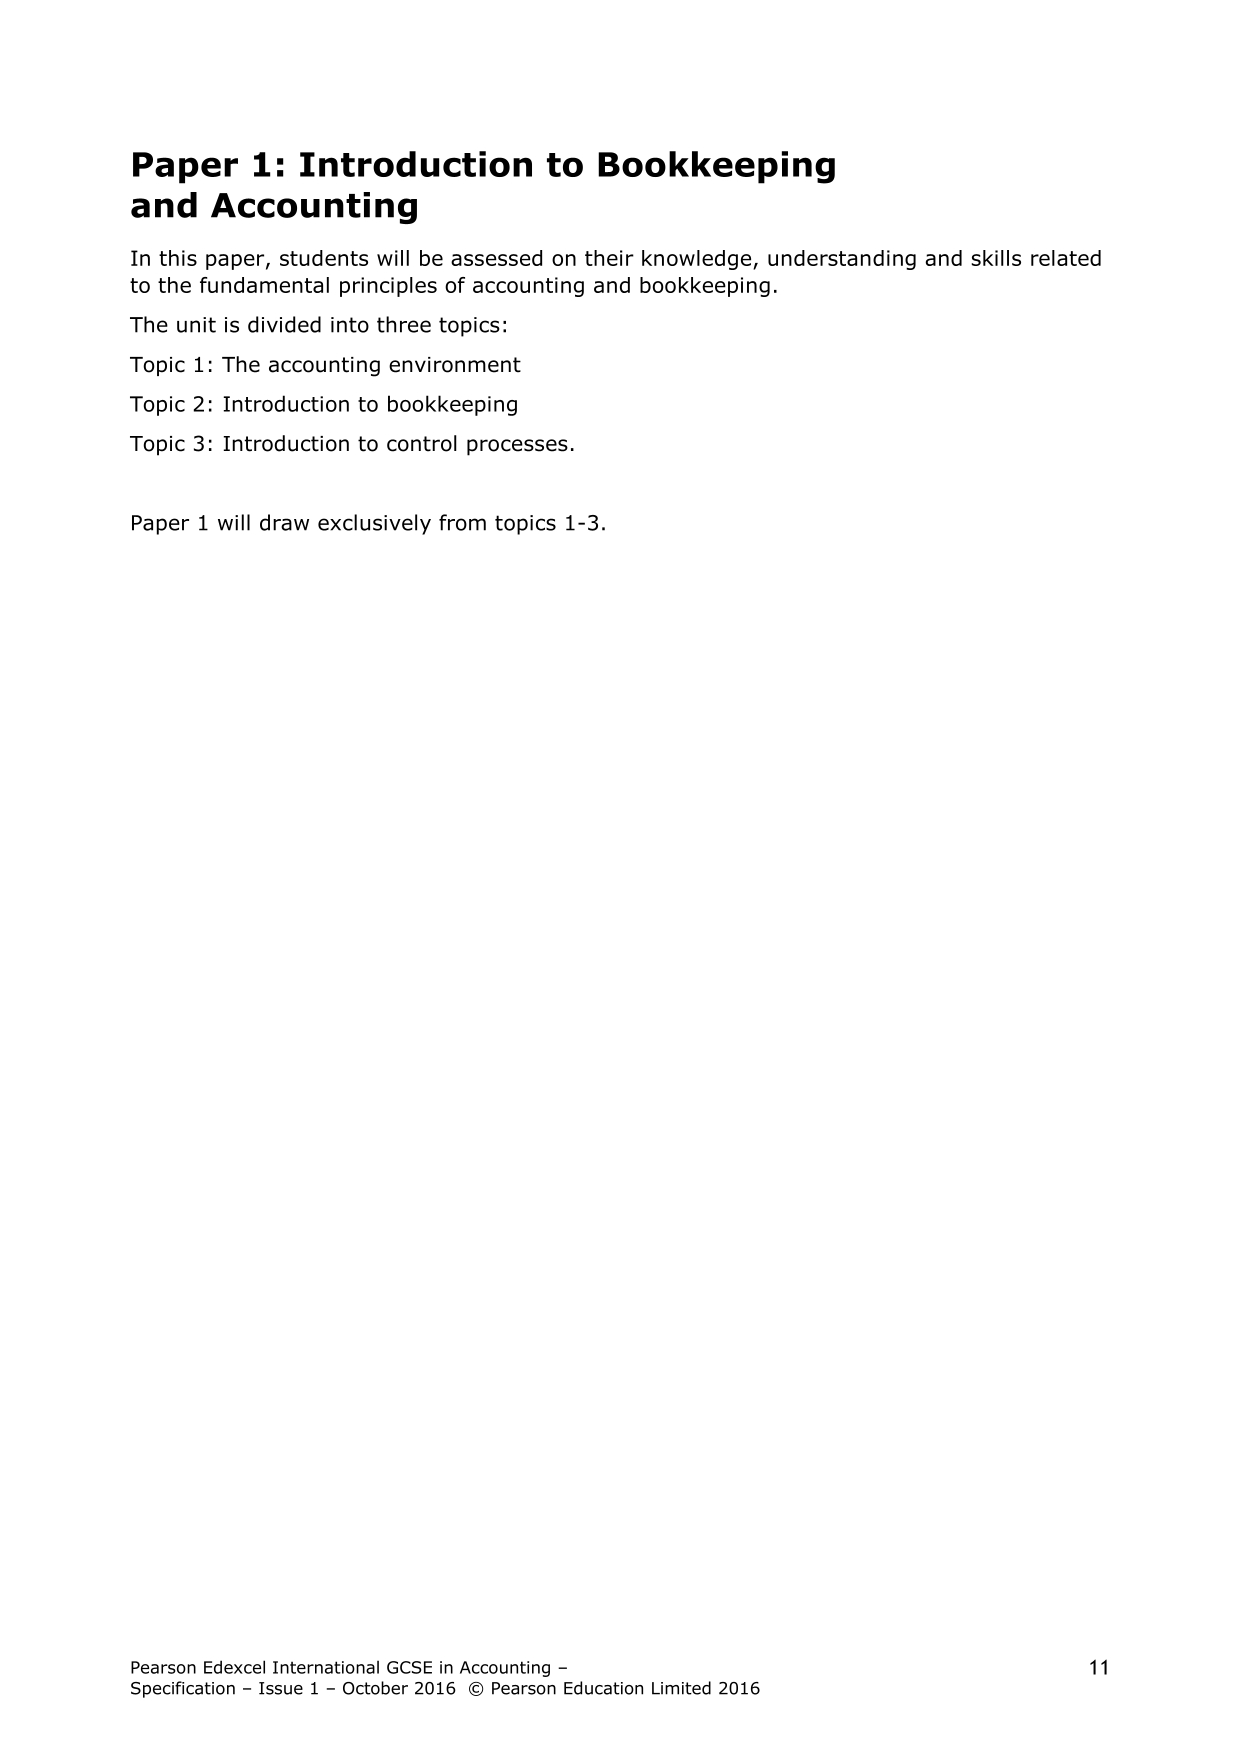 Paper 1: Introduction to Bookkeeping
and Accounting
In this paper, students will be assessed on their knowledge, understanding and skills related
to the fundamental principles of accounting and bookkeeping.
The unit is divided into three topics:
Topic 1: The accounting environment
Topic 2: Introduction to bookkeeping
Topic 3: Introduction to control processes.
Paper 1 will draw exclusively from topics 1-3.
Pearson Edexcel International GCSE in Accounting –
Specification – Issue 1 – October 2016 © Pearson Education Limited 2016
11